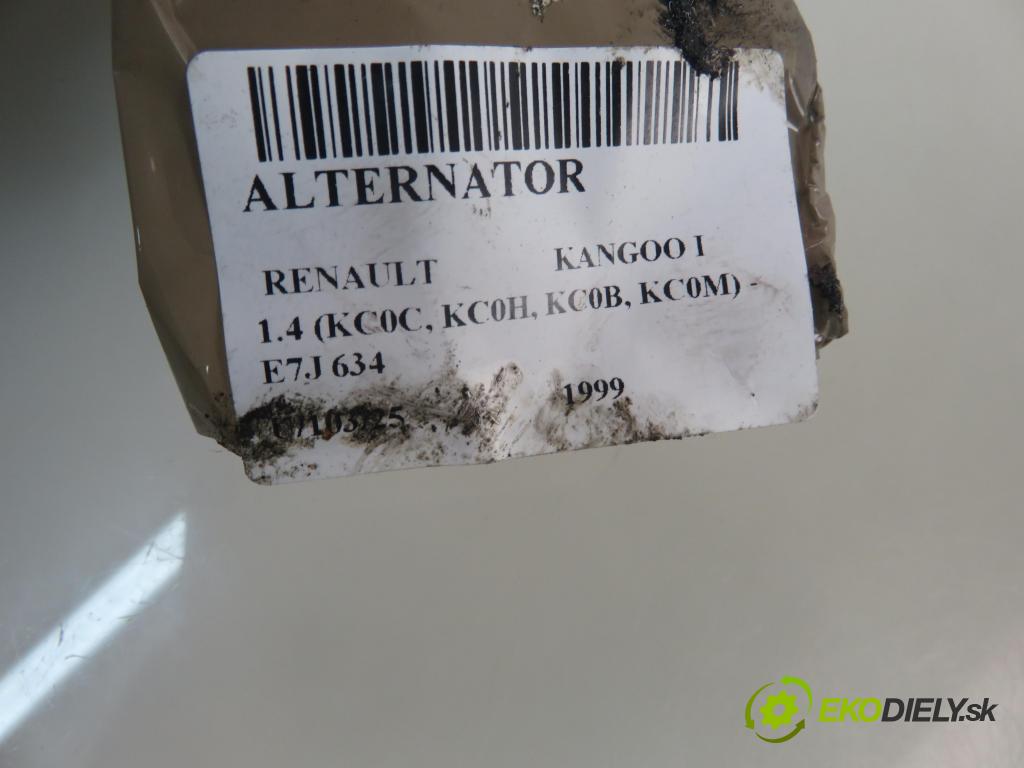 ALTERNATOR
RENAULT KANGOO I
1.4 (KC0C, KC0H, KC0B, KC0M) -
E7J 634
1999
EKODIELY.sk